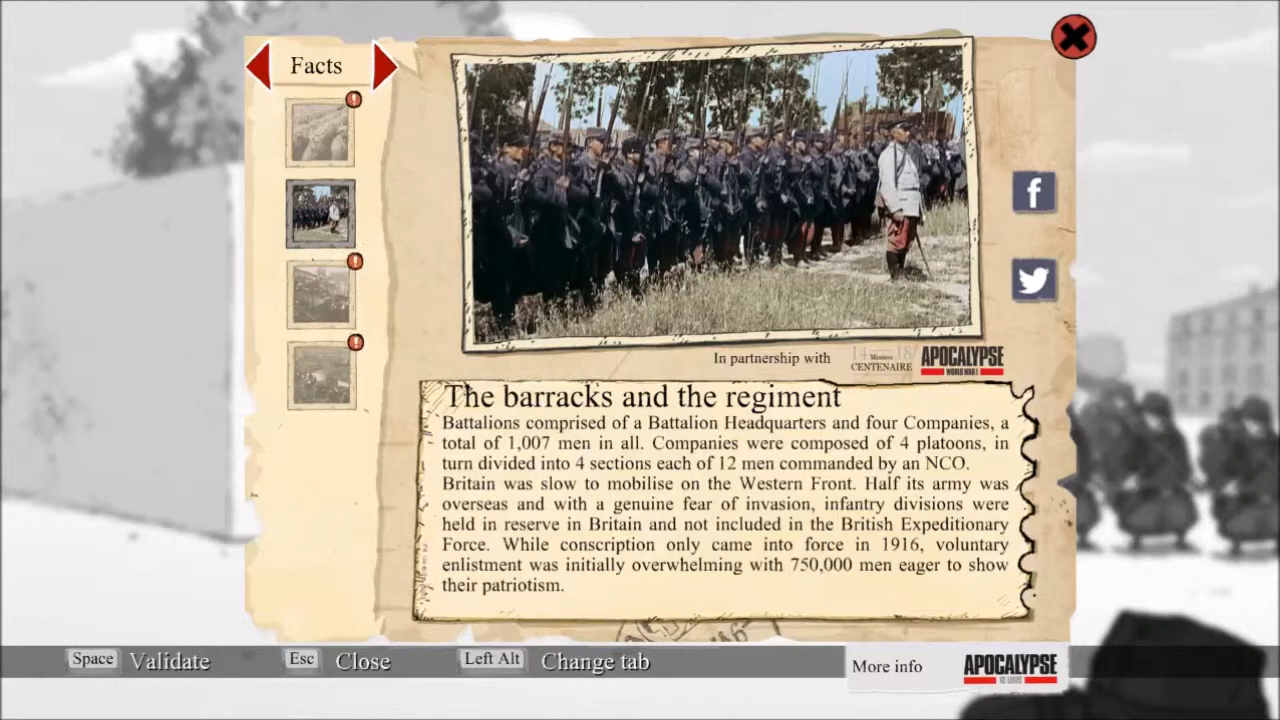 Facts
In partnership with
14 18
Mission
CENTENAIRE
APOCALYPSE
WORLD WAR I
The barracks and the regiment
Battalions comprised of a Battalion Headquarters and four Companies, a
total of 1,007 men in all. Companies were composed of 4 platoons, in
turn divided into 4 sections each of 12 men commanded by an NCO.
Britain was slow to mobilise on the Western Front. Half its army was
overseas and with a genuine fear of invasion, infantry divisions were
held in reserve in Britain and not included in the British Expeditionary
Force. While conscription only came into force in 1916, voluntary
enlistment was initially overwhelming with 750,000 men eager to show
their patriotism.
Space Validate Esc Close Left Alt Change tab
More info APOCALYPSE